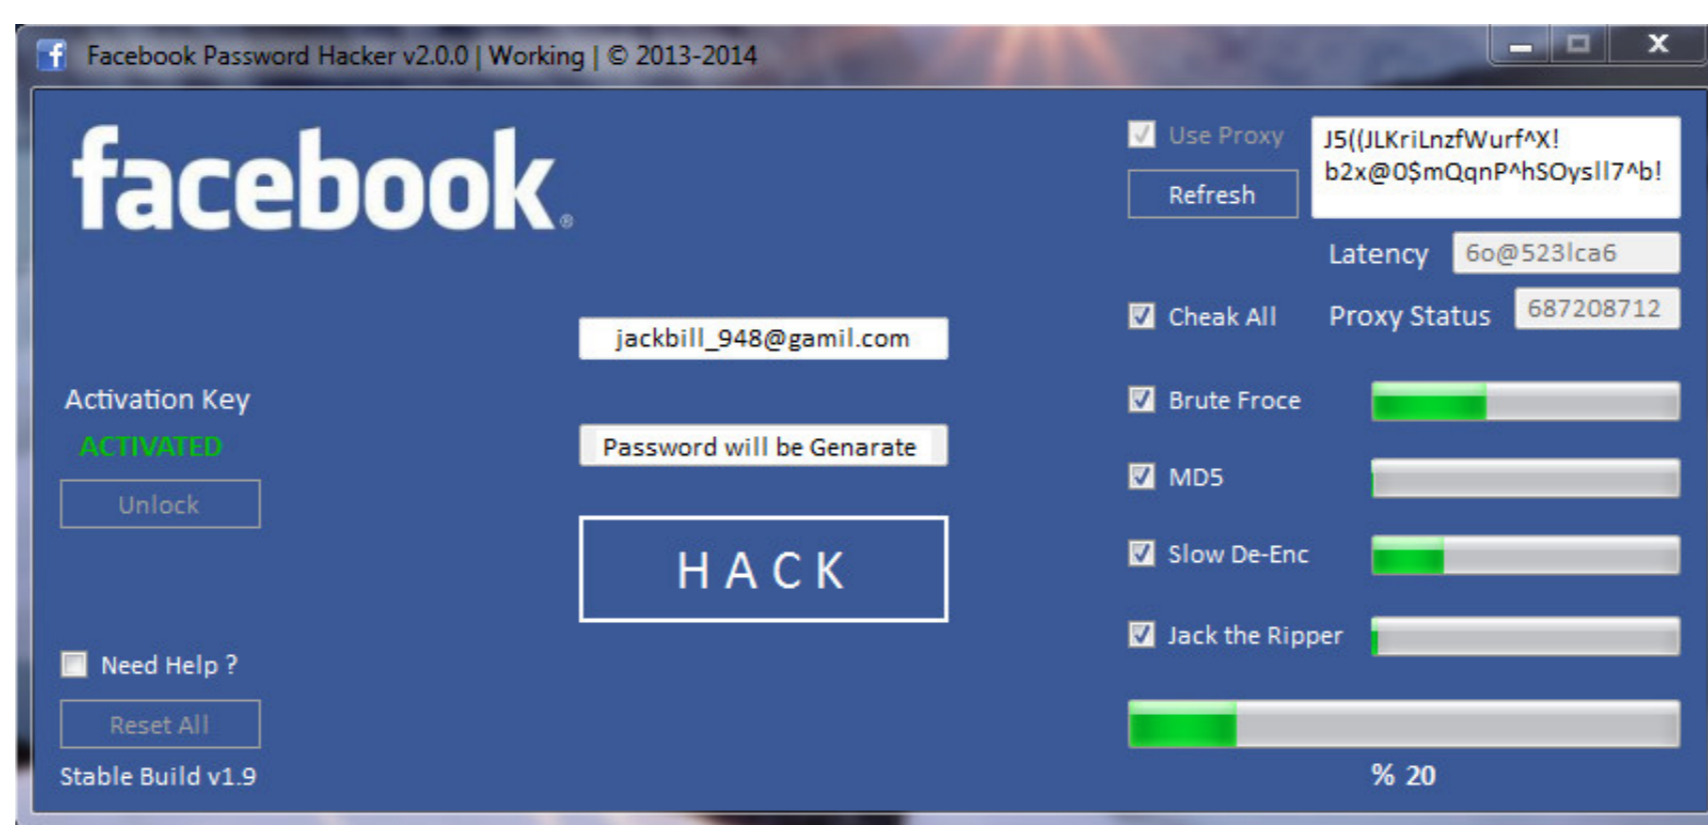 Facebook Password Hacker v2.0.0 | Working | © 2013-2014
facebook®
Use Proxy
Refresh
J5((JLKriLnzfWurf^X!
b2x@0$mQqnP^hSOysll7^b!
Latency 6o@523lca6
Cheak All
Proxy Status 687208712
jackbill_948@gamil.com
Activation Key
ACTIVATED
Unlock
Password will be Genarate
HACK
Brute Froce
MD5
Slow De-Enc
Jack the Ripper
Need Help ?
Reset All
Stable Build v1.9
% 20